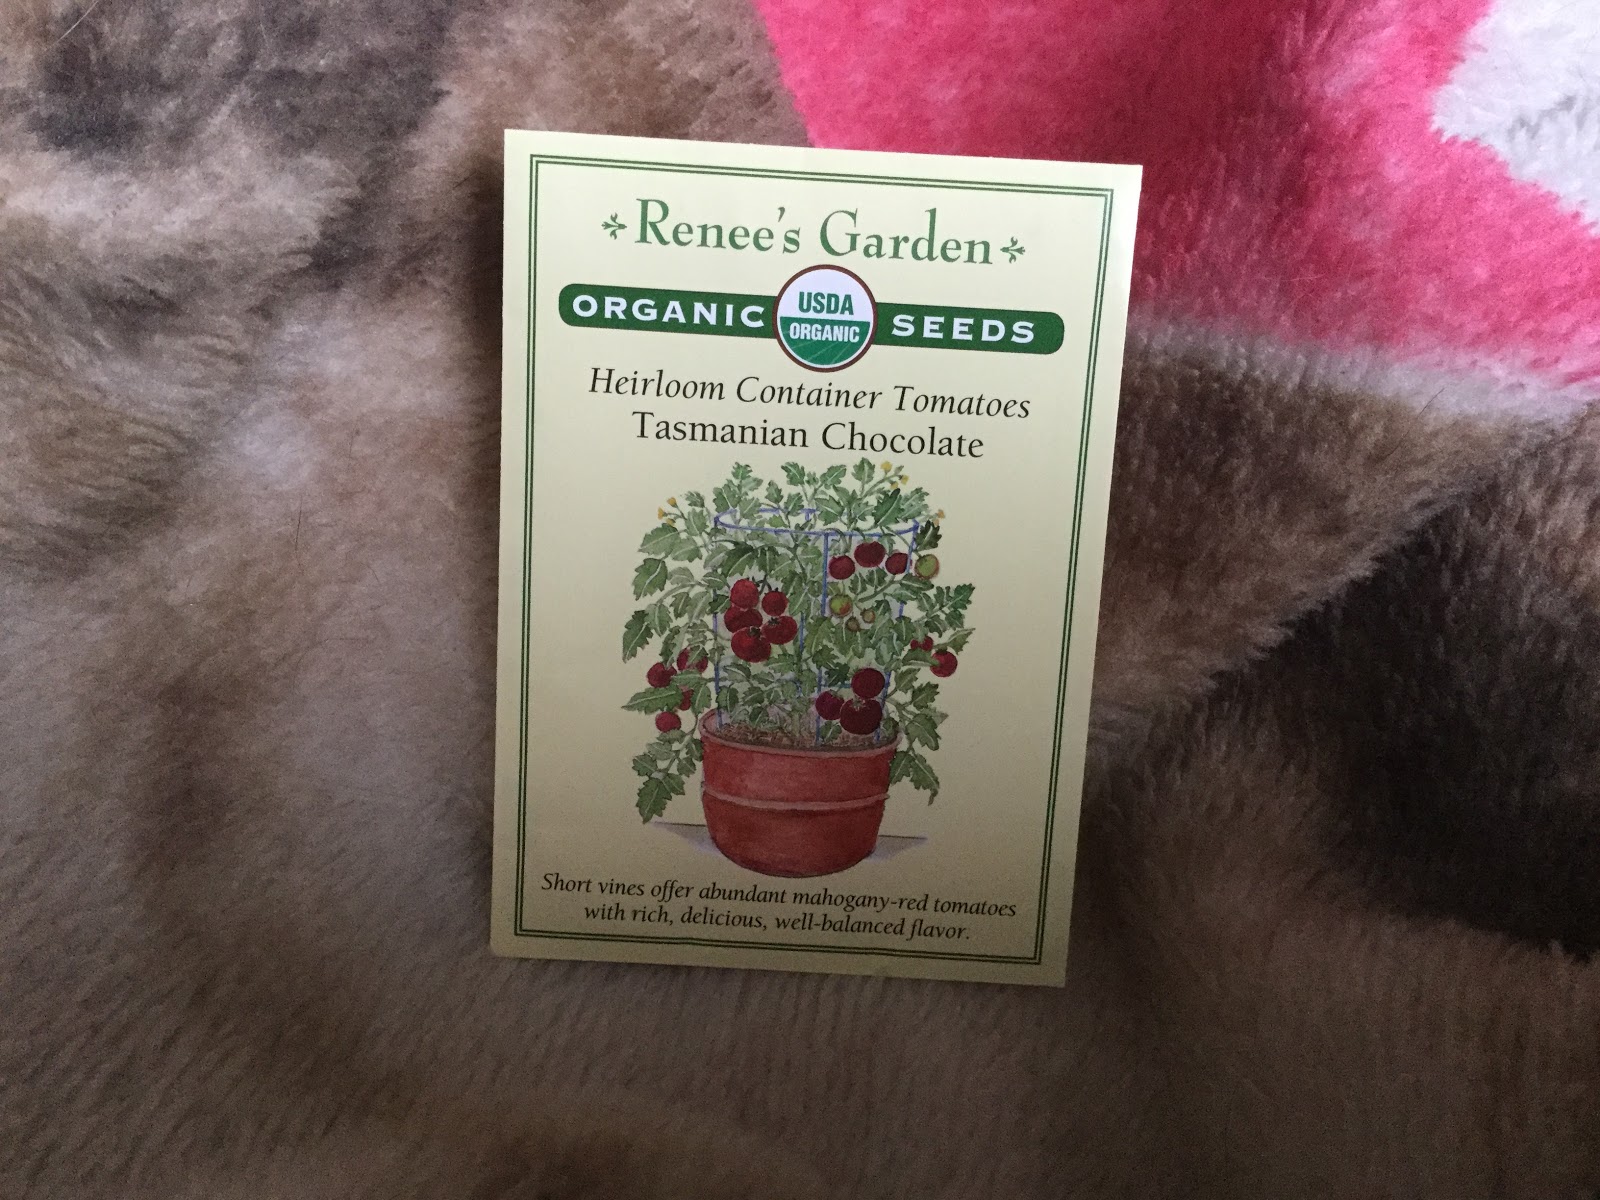 Renee's Garden
ORGANIC USDA ORGANIC SEEDS
Heirloom Container Tomatoes
Tasmanian Chocolate
Short vines offer abundant mahogany-red tomatoes
with rich, delicious, well-balanced flavor.